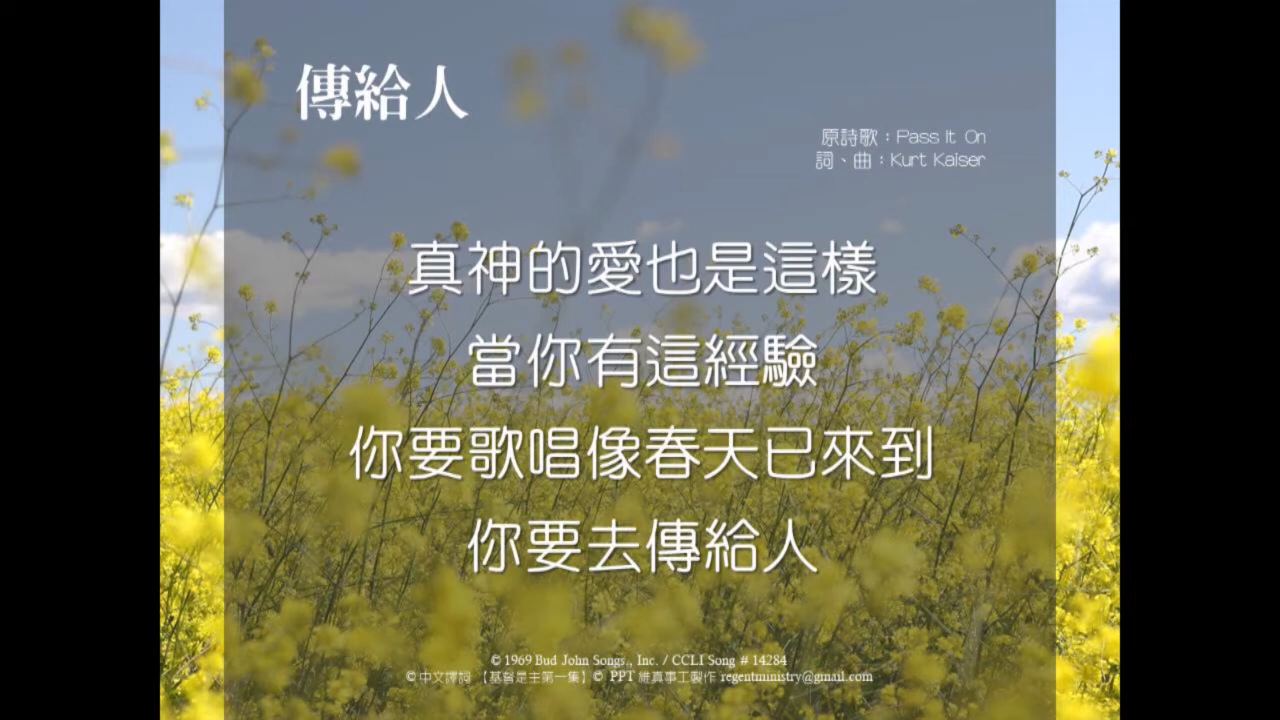 傳給人
原詩歌：Pass It On
詞、曲：Kurt Kaiser
真神的愛也是這樣
當你有這經驗
你要歌唱像春天已來到
你要去傳給人
© 1969 Bud John Songs., Inc. / CCLI Song # 14284
© 中文譯詞 【基督是主第一集】© PPT 維真事工製作 regentministry@gmail.com